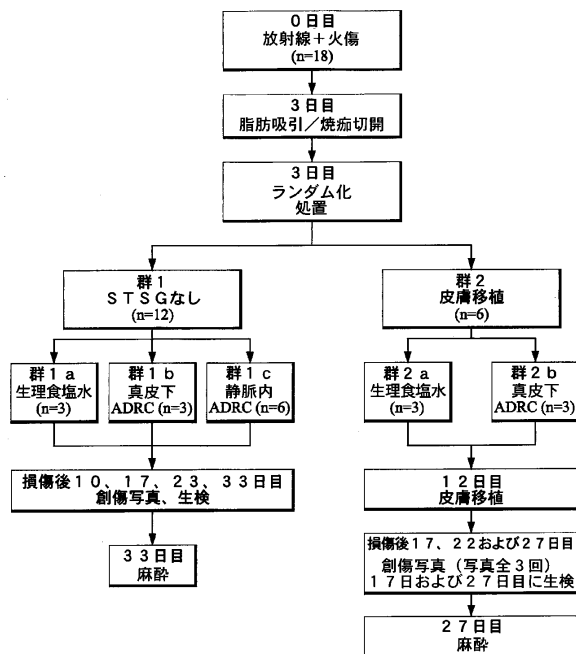 0日目
放射線＋火傷
(n=18)
3日目
脂肪吸引／焼痂切開
3日目
ランダム化
処置
群1
STSGなし
(n=12)
群2
皮膚移植
(n=6)
群1a
生理食塩水
(n=3)
群1b
真皮下
ADRC (n=3)
群1c
静脈内
ADRC (n=6)
群2a
生理食塩水
(n=3)
群2b
真皮下
ADRC (n=3)
損傷後10、17、23、33日目
創傷写真、生検
33日目
麻酔
12日目
皮膚移植
損傷後17、22および27日目
創傷写真（写真全3回）
17日および27日目に生検
27日目
麻酔